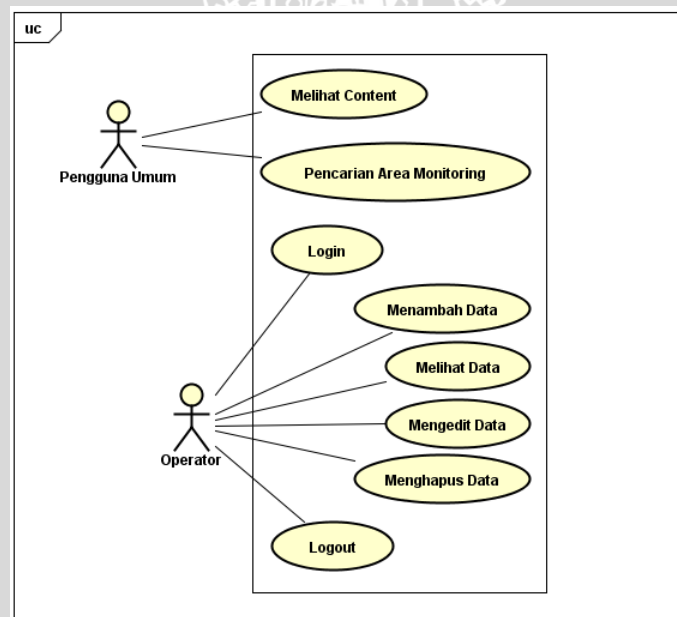 uc
Melihat Content
Pengguna Umum
Pencarian Area Monitoring
Login
Menambah Data
Melihat Data
Mengedit Data
Operator
Menghapus Data
Logout